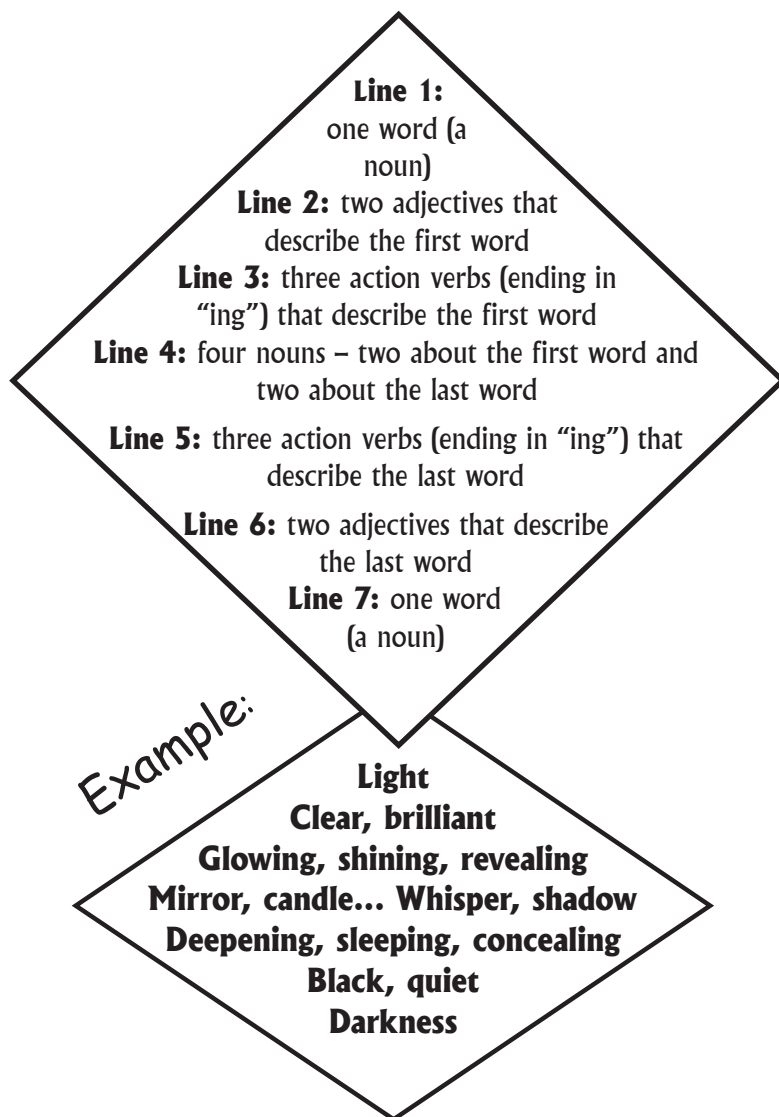 Line 1:
one word (a
noun)
Line 2: two adjectives that
describe the first word
Line 3: three action verbs (ending in
“ing”) that describe the first word
Line 4: four nouns – two about the first word and
two about the last word
Line 5: three action verbs (ending in “ing”) that
describe the last word
Line 6: two adjectives that describe
the last word
Line 7: one word
(a noun)
Example:
Light
Clear, brilliant
Glowing, shining, revealing
Mirror, candle... Whisper, shadow
Deepening, sleeping, concealing
Black, quiet
Darkness